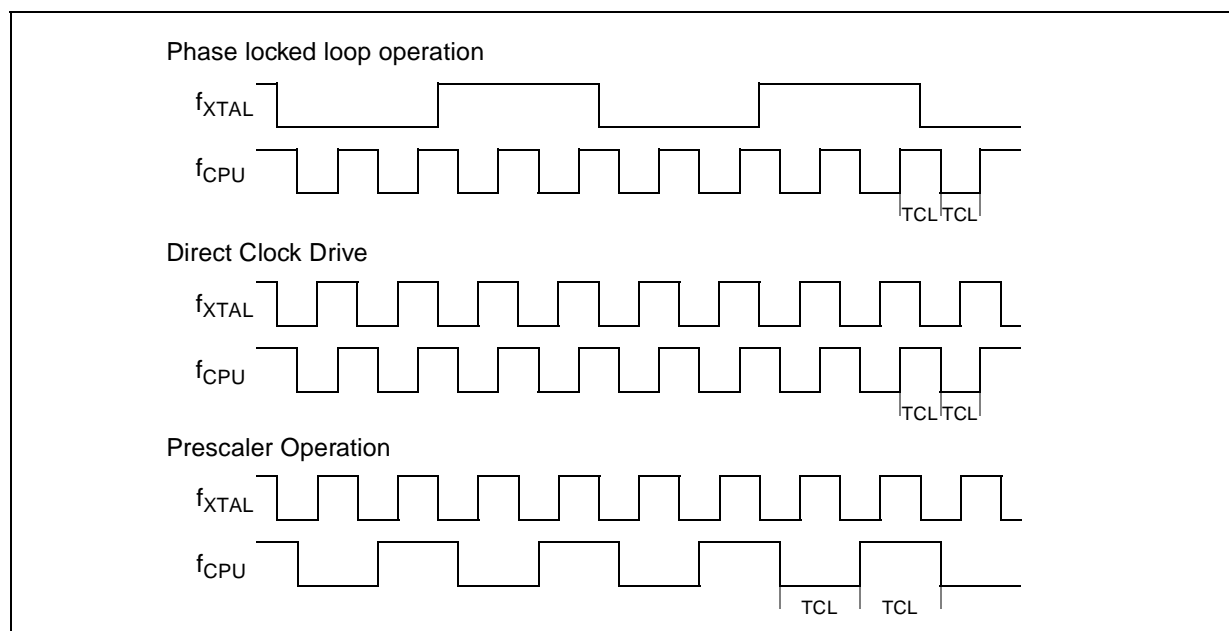 Phase locked loop operation
fXTAL
fCPU
TCL TCL
Direct Clock Drive
fXTAL
fCPU
TCL TCL
Prescaler Operation
fXTAL
fCPU
TCL TCL